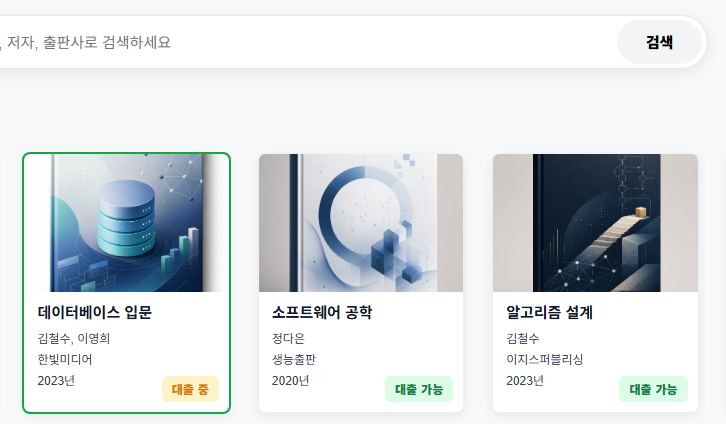 , 저자, 출판사로 검색하세요
검색
데이터베이스 입문
김철수, 이영희
한빛미디어
2023년
대출 중
소프트웨어 공학
정다은
생능출판
2020년
대출 가능
알고리즘 설계
김철수
이지스퍼블리싱
2023년
대출 가능